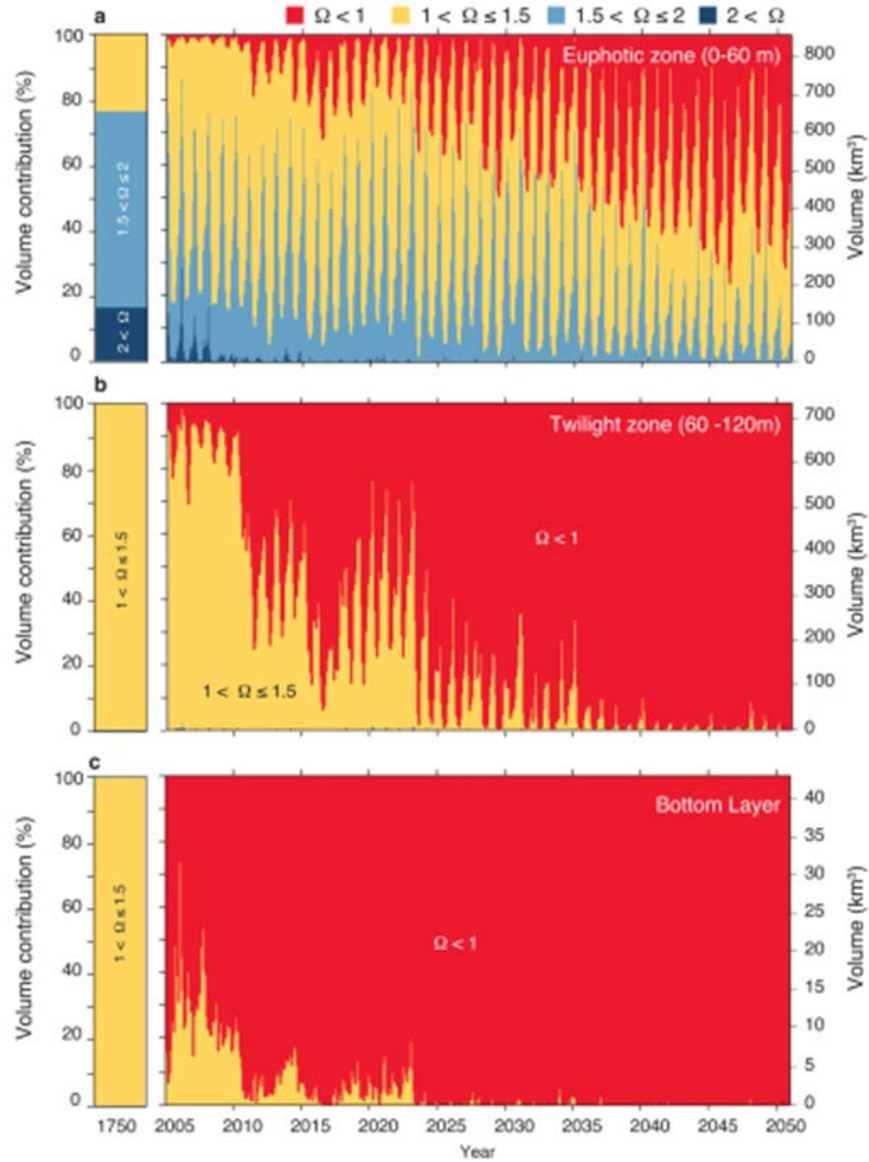 Ω < 1 1 < Ω ≤ 1.5 1.5 < Ω ≤ 2 2 < Ω
a
Euphotic zone (0-60 m)
Volume contribution (%)
100
80
60
40
20
0
1.5 < Ω ≤ 2
2 < Ω
800
700
600
500
400
300
200
100
0
Volume (km³)
b
Twilight zone (60 -120m)
Volume contribution (%)
100
80
60
40
20
0
1 < Ω ≤ 1.5
Ω < 1
1 < Ω ≤ 1.5
700
600
500
400
300
200
100
0
Volume (km³)
c
Bottom Layer
Volume contribution (%)
100
80
60
40
20
0
1 < Ω ≤ 1.5
Ω < 1
40
35
30
25
20
15
10
5
0
Volume (km³)
1750 2005 2010 2015 2020 2025 2030 2035 2040 2045 2050
Year